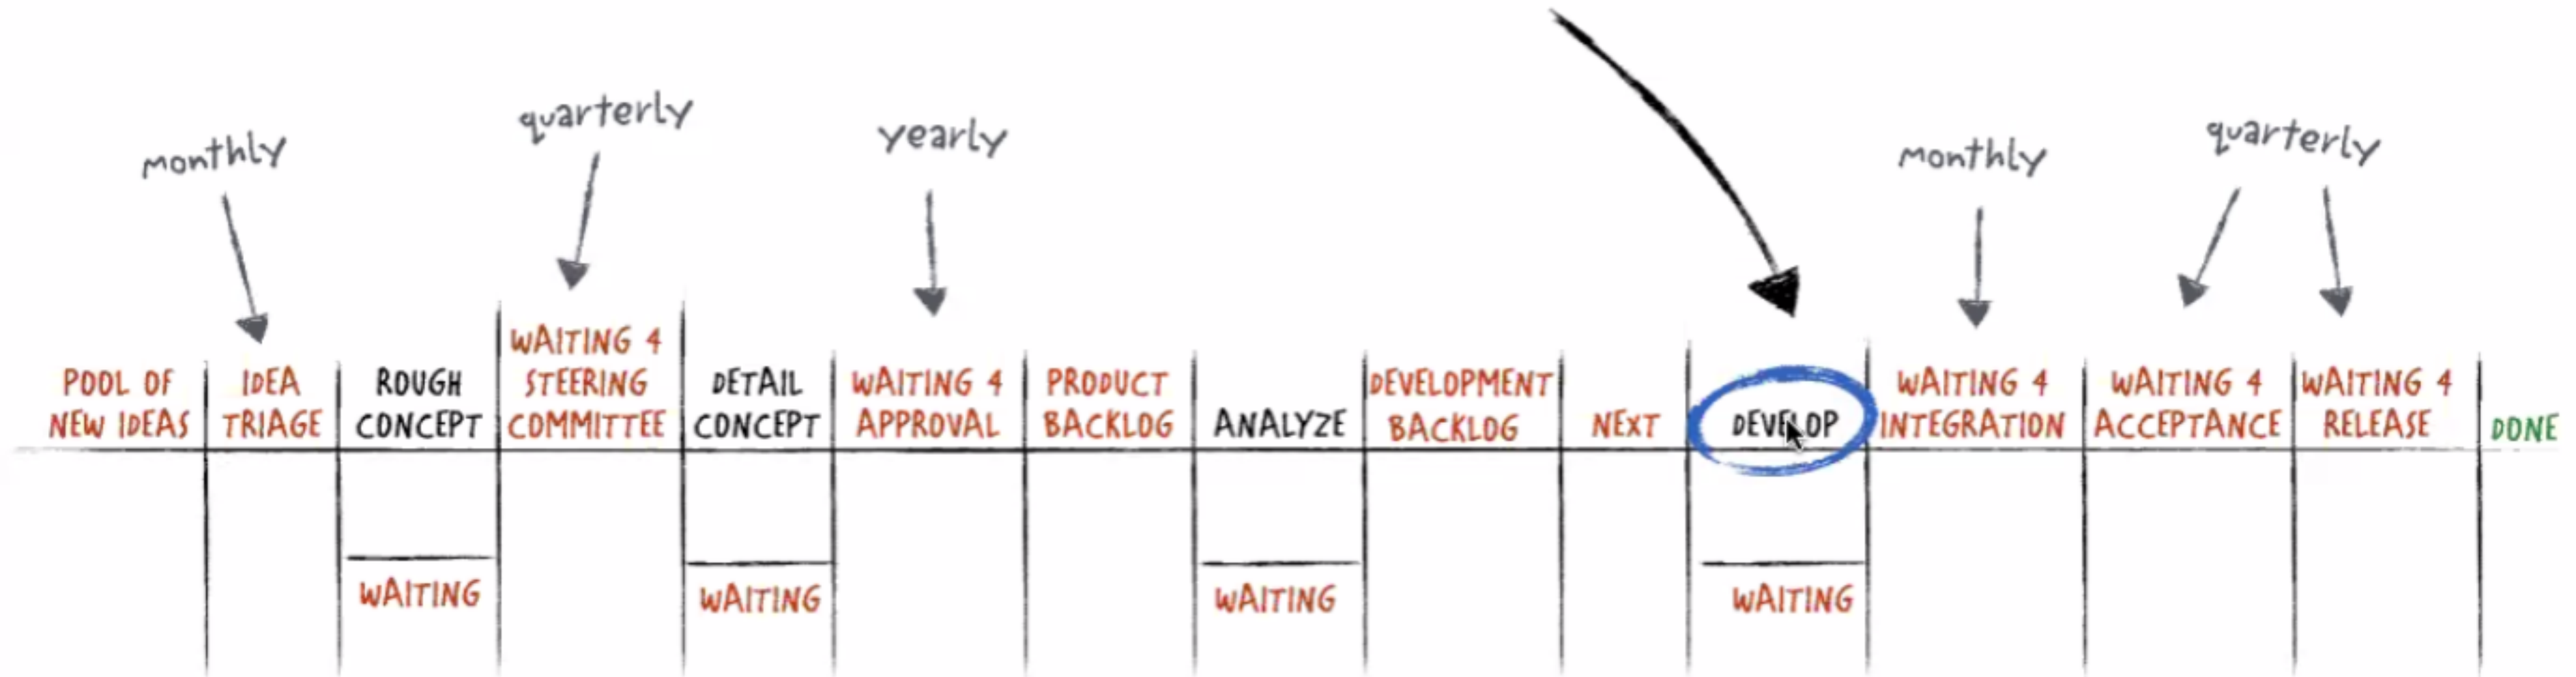 monthly
quarterly
yearly
monthly
quarterly
POOL OF
NEW IDEAS
IDEA
TRIAGE
ROUGH
CONCEPT
WAITING 4
STEERING
COMMITTEE
DETAIL
CONCEPT
WAITING 4
APPROVAL
PRODUCT
BACKLOG
ANALYZE
DEVELOPMENT
BACKLOG
NEXT
DEVELOP
WAITING 4
INTEGRATION
WAITING 4
ACCEPTANCE
WAITING 4
RELEASE
DONE
WAITING
WAITING
WAITING
WAITING